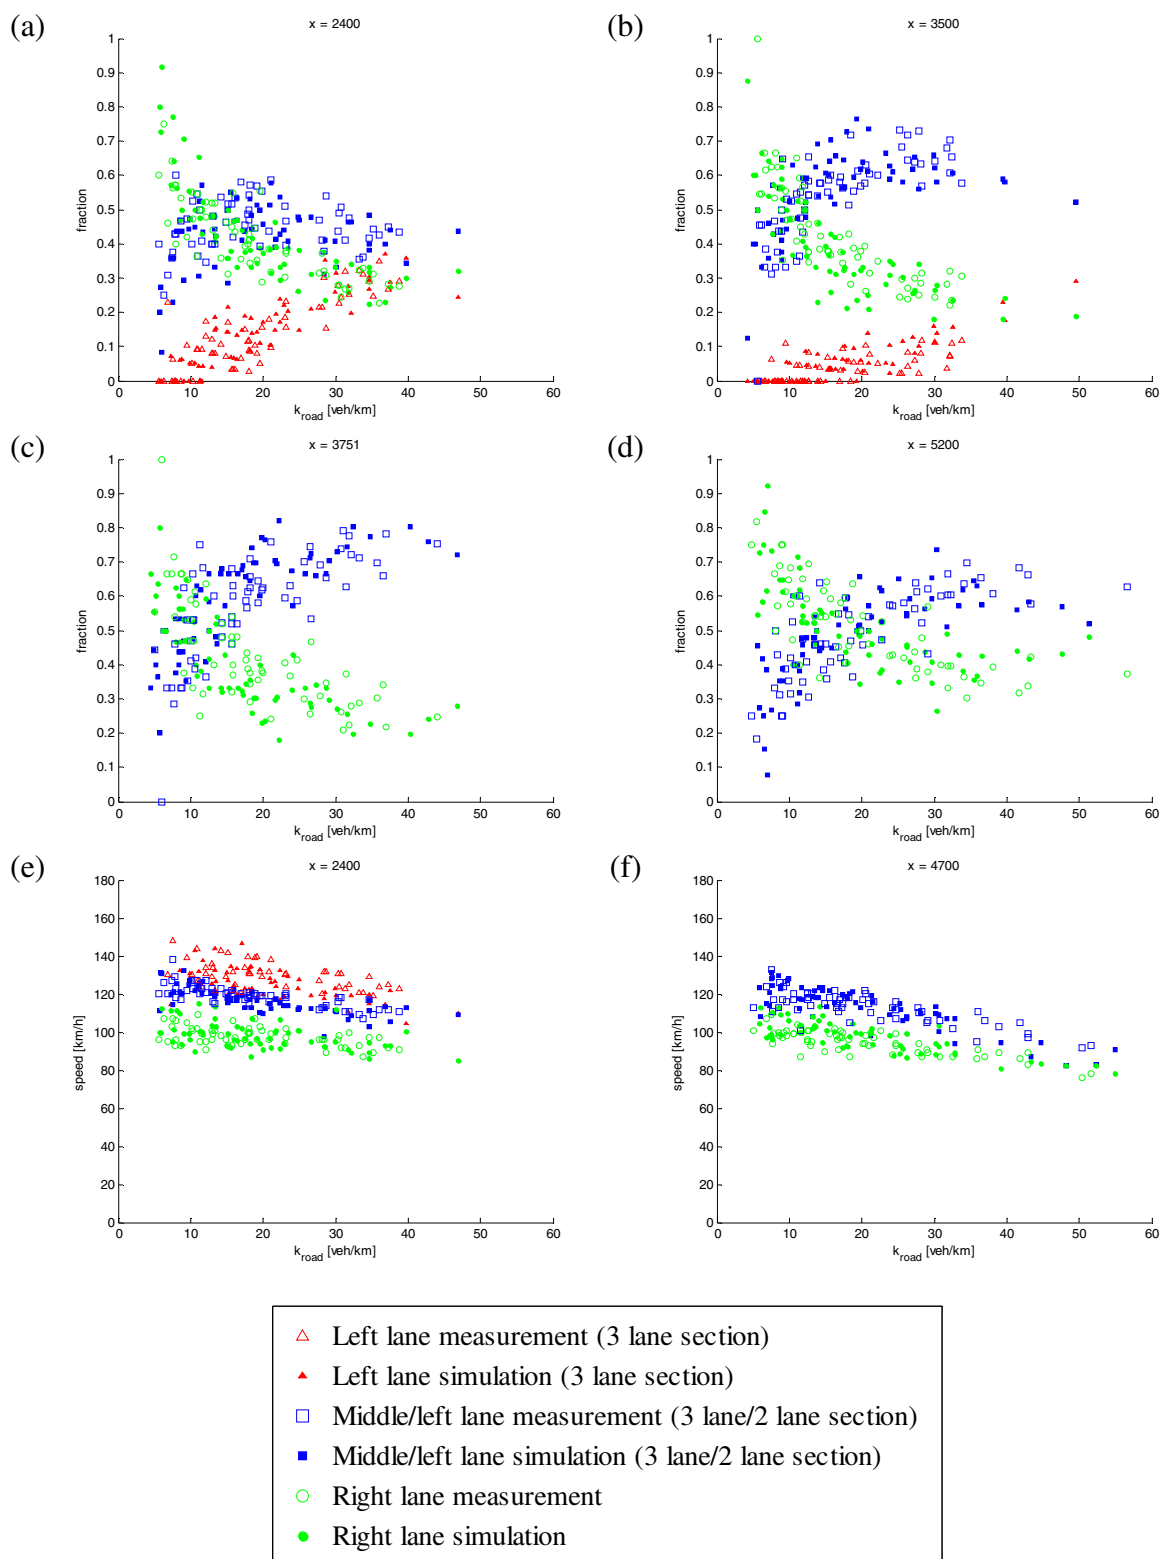 (a)
x = 2400
1
0.9
0.8
0.7
0.6
0.5
0.4
0.3
0.2
0.1
0
fraction
0 10 20 30 40 50 60
k_road [veh/km]
(b)
x = 3500
1
0.9
0.8
0.7
0.6
0.5
0.4
0.3
0.2
0.1
0
fraction
0 10 20 30 40 50 60
k_road [veh/km]
(c)
x = 3751
1
0.9
0.8
0.7
0.6
0.5
0.4
0.3
0.2
0.1
0
fraction
0 10 20 30 40 50 60
k_road [veh/km]
(d)
x = 5200
1
0.9
0.8
0.7
0.6
0.5
0.4
0.3
0.2
0.1
0
fraction
0 10 20 30 40 50 60
k_road [veh/km]
(e)
x = 2400
180
160
140
120
100
80
60
40
20
0
speed [km/h]
0 10 20 30 40 50 60
k_road [veh/km]
(f)
x = 4700
180
160
140
120
100
80
60
40
20
0
speed [km/h]
0 10 20 30 40 50 60
k_road [veh/km]
Left lane measurement (3 lane section)
Left lane simulation (3 lane section)
Middle/left lane measurement (3 lane/2 lane section)
Middle/left lane simulation (3 lane/2 lane section)
Right lane measurement
Right lane simulation